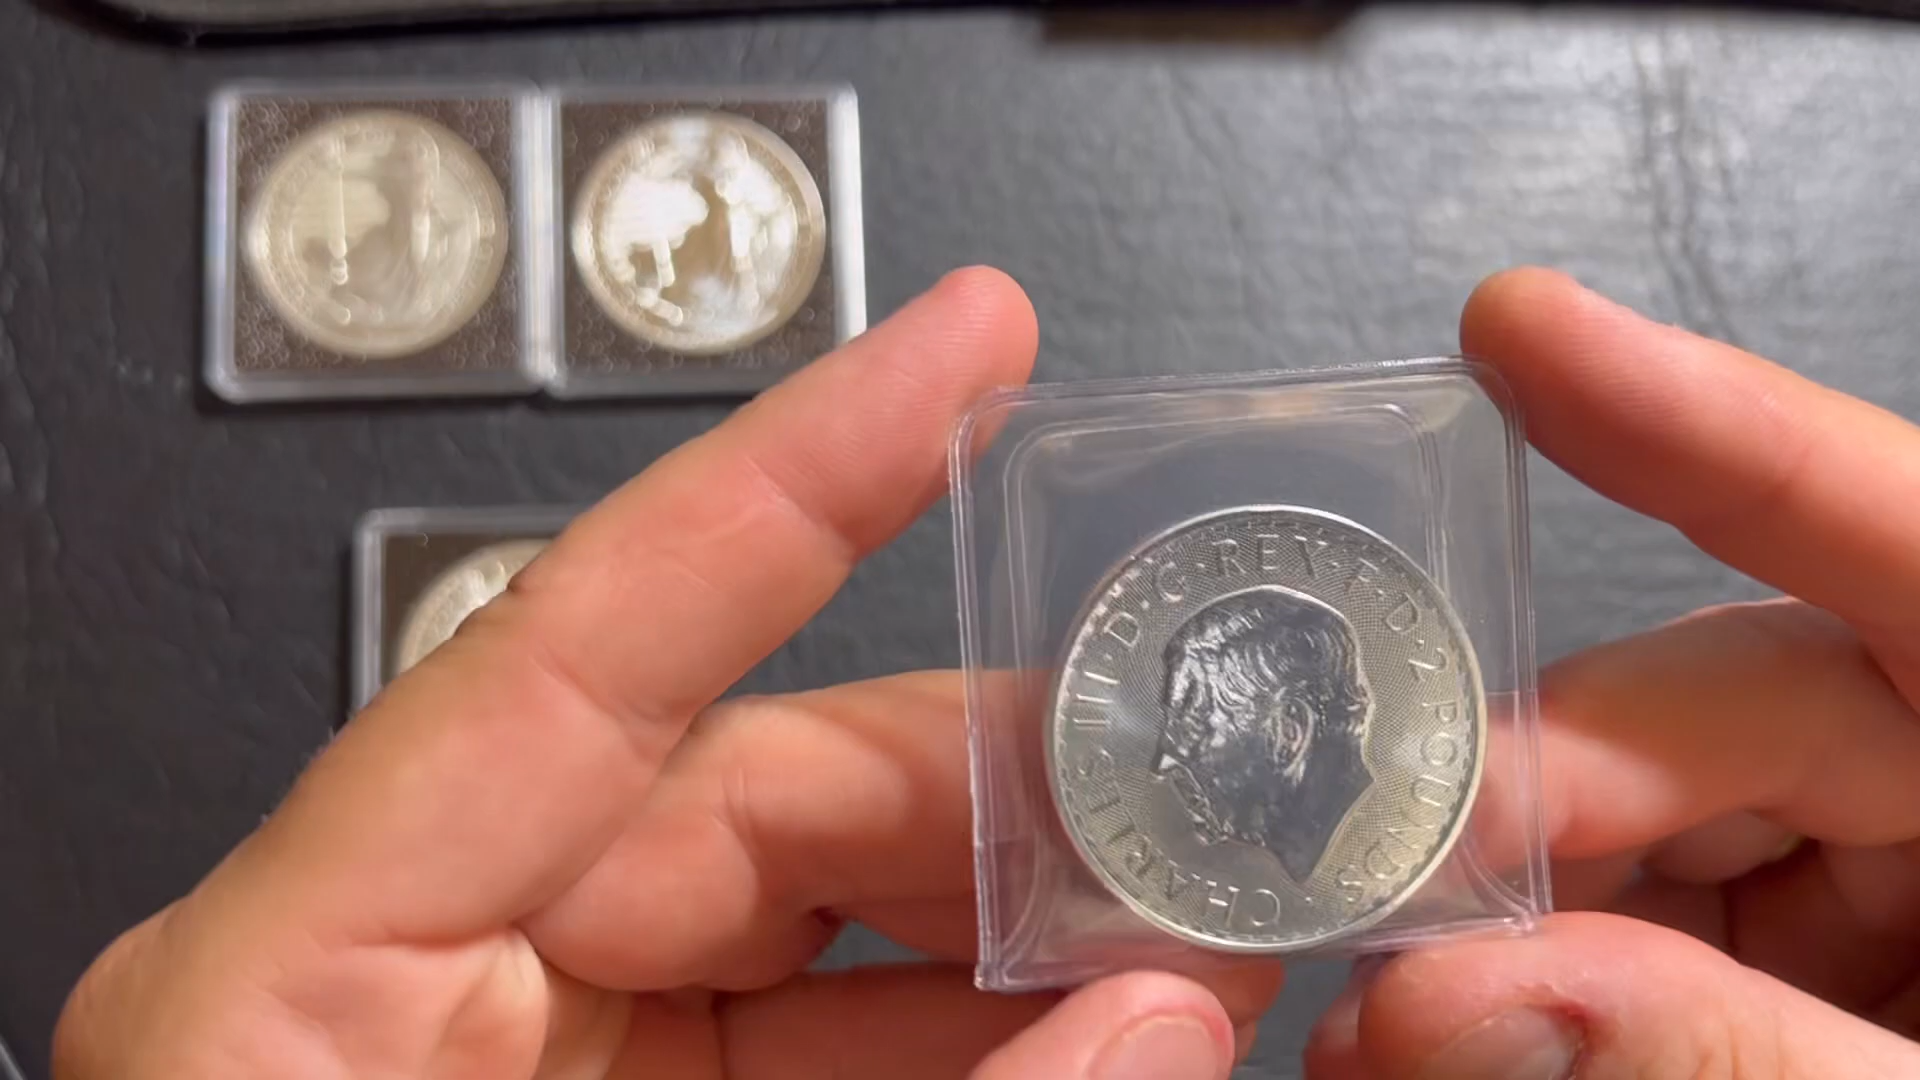 CHARLES III · D · G · REX · F · D · 2 POUNDS ·